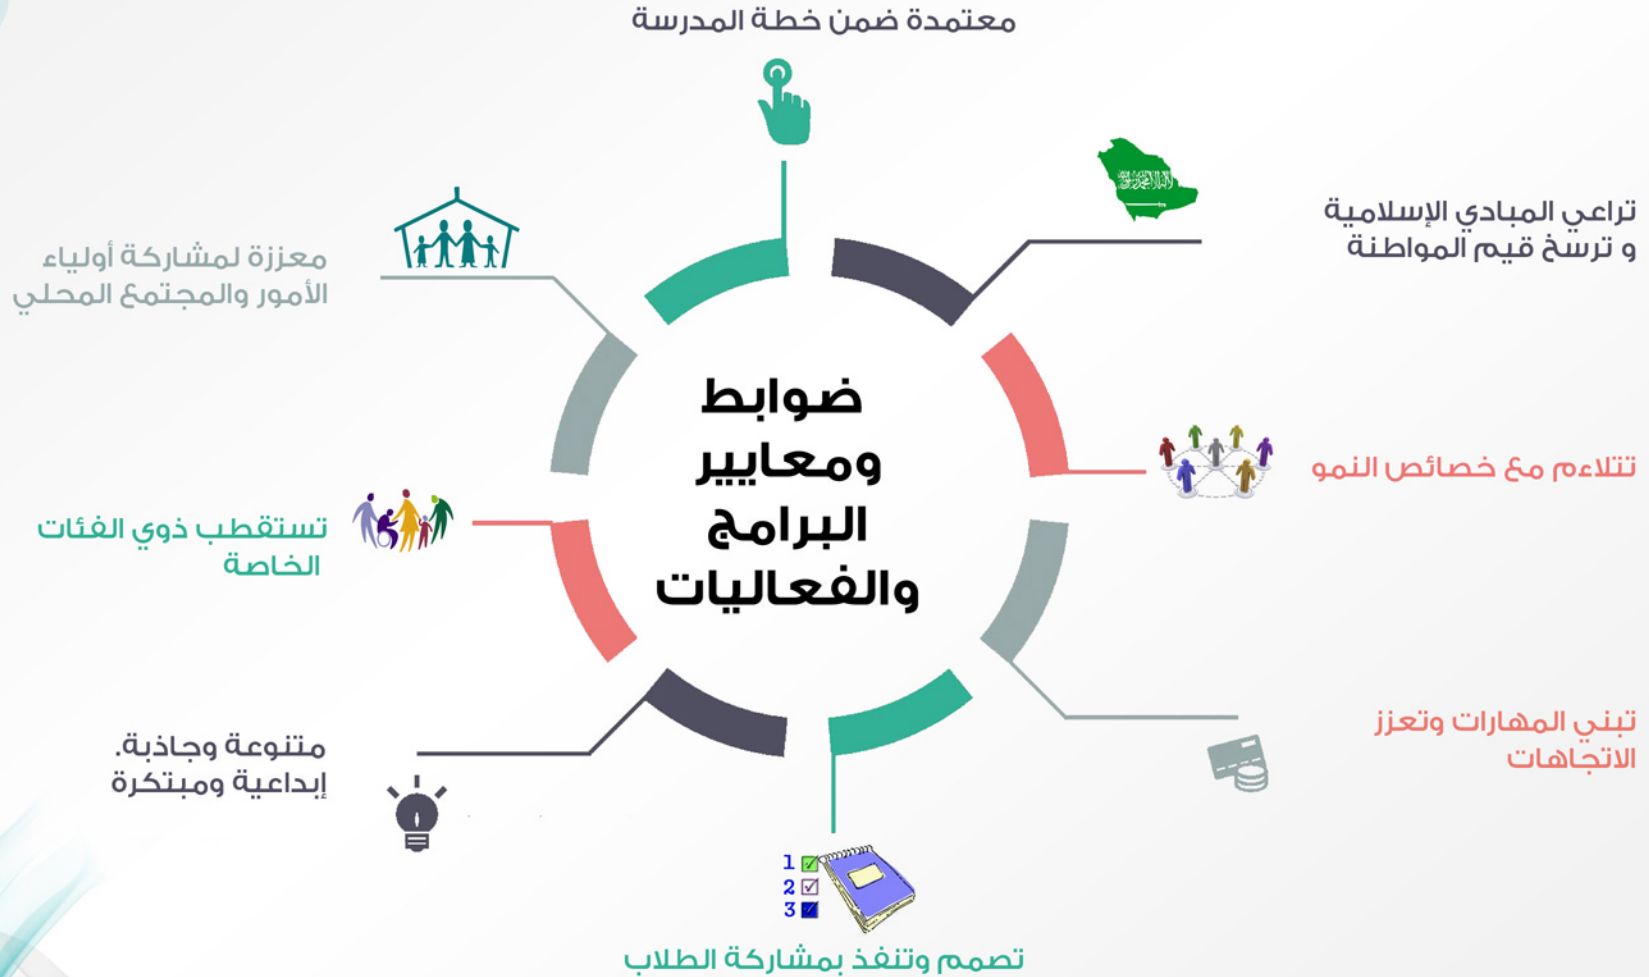 معتمدة ضمن خطة المدرسة
تراعي المبادي الإسلامية
و ترسخ قيم المواطنة
تتلاءم مع خصائص النمو
تبني المهارات وتعزز
الاتجاهات
تصمم وتنفذ بمشاركة الطلاب
1
2
3
متنوعة وجاذبة.
إبداعية ومبتكرة
تستقطب ذوي الفئات
الخاصة
معززة لمشاركة أولياء
الأمور والمجتمع المحلي
ضوابط
ومعايير
البرامج
والفعاليات